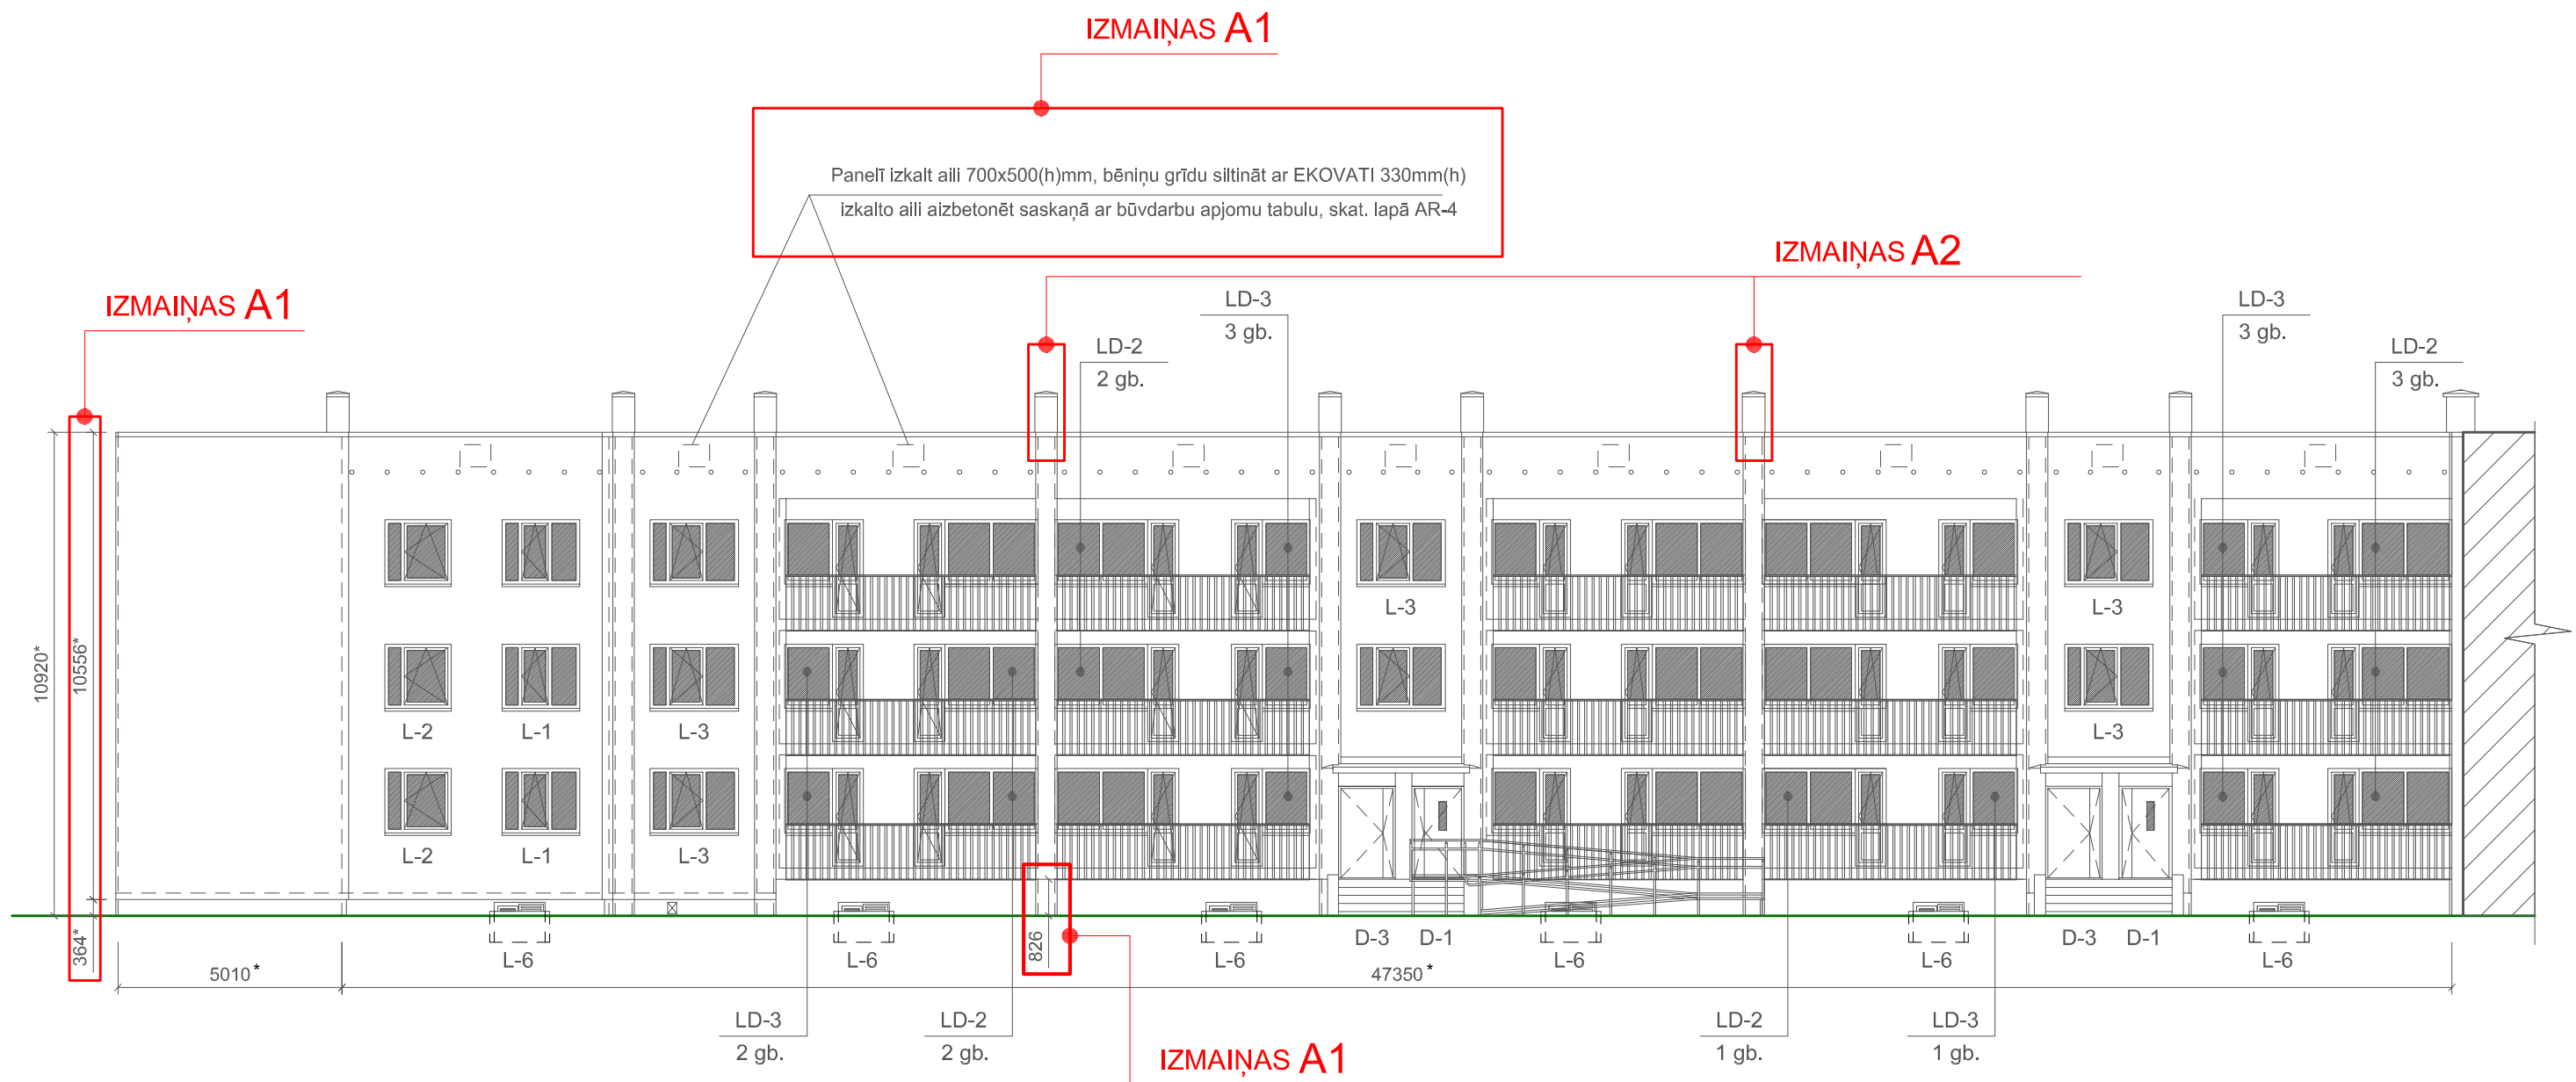 IZMAIŅAS A1
Panelī izkalt aili 700x500(h)mm, bēniņu grīdu siltināt ar EKOVATI 330mm(h)
izkalto aili aizbetonēt saskaņā ar būvdarbu apjomu tabulu, skat. lapā AR-4
IZMAIŅAS A2
IZMAIŅAS A1
LD-3
3 gb.
LD-3
3 gb.
LD-2
2 gb.
LD-2
3 gb.
L-3
L-3
10920*
10556*
L-2
L-1
L-3
L-3
L-3
L-2
L-1
L-3
364*
826
D-3
D-1
D-3
D-1
L-6
L-6
L-6
L-6
L-6
L-6
5010*
47350*
LD-3
2 gb.
LD-2
2 gb.
LD-2
1 gb.
LD-3
1 gb.
IZMAIŅAS A1